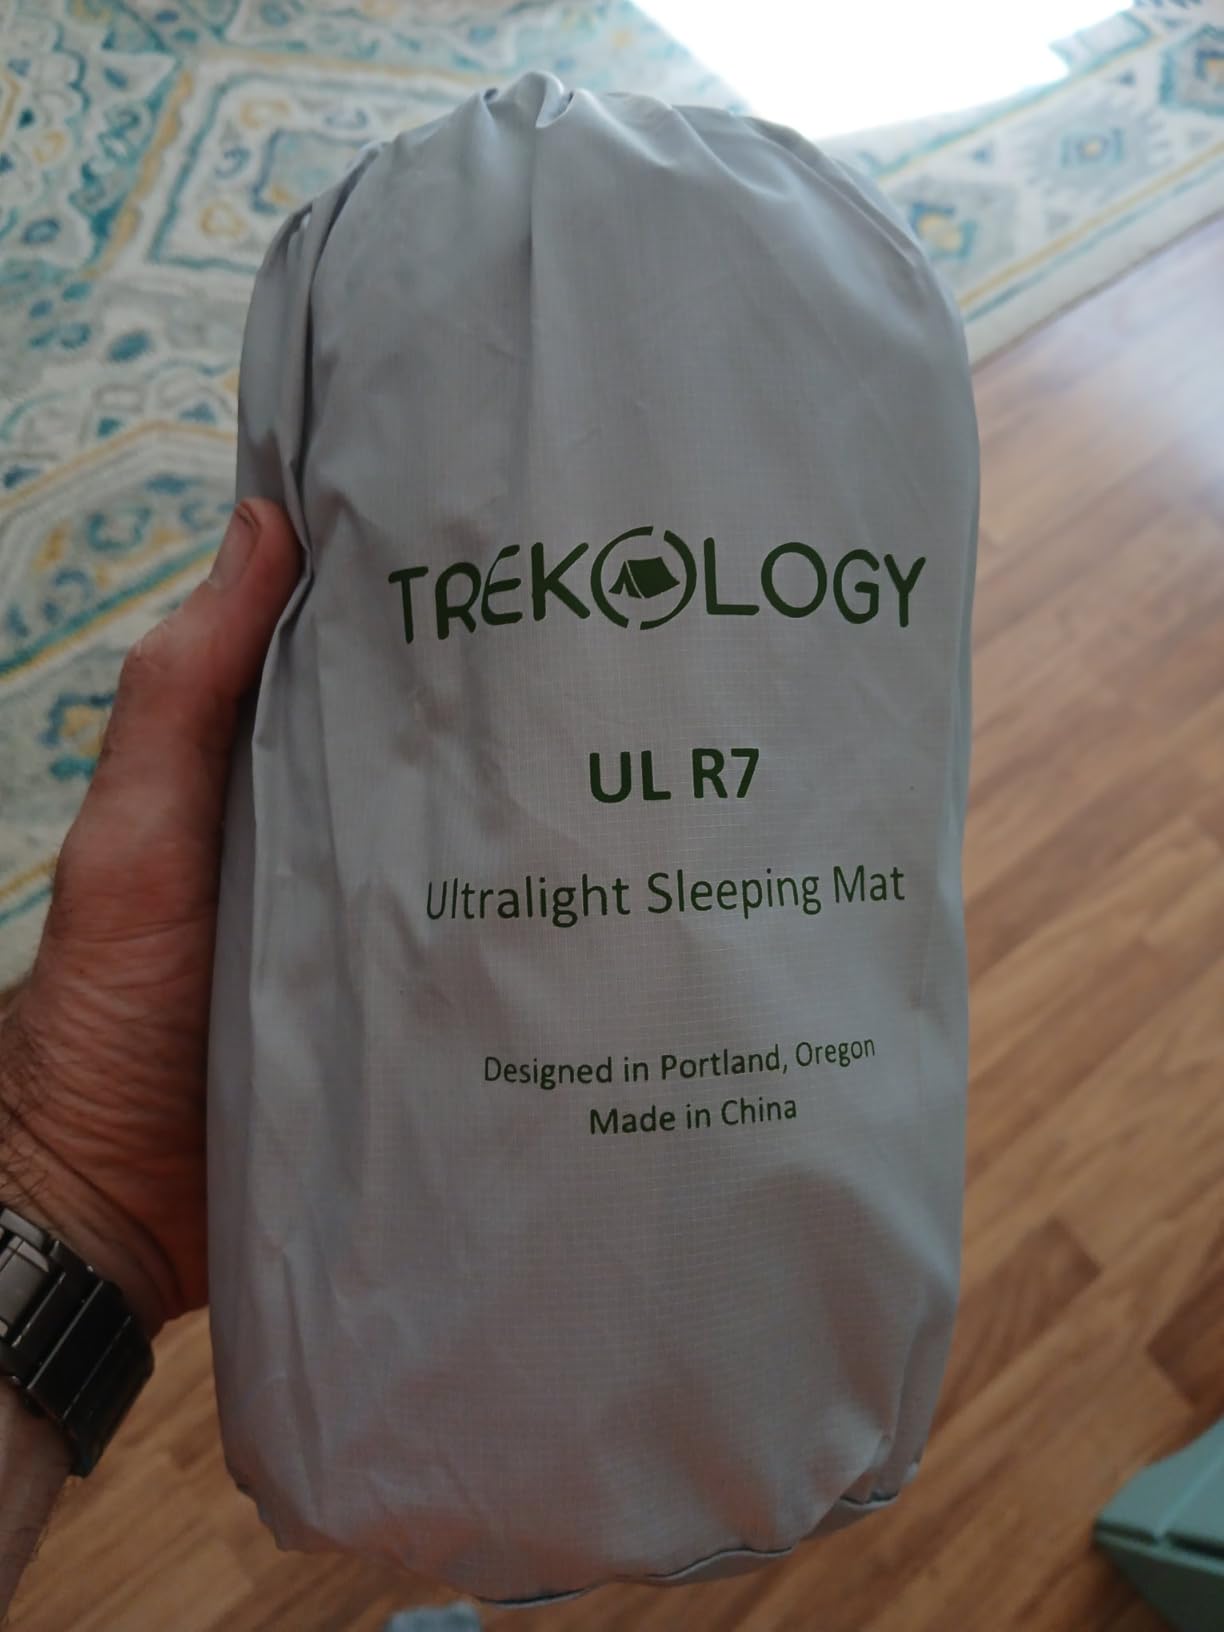 TREKOLOGY
UL R7
Ultralight Sleeping Mat
Designed in Portland, Oregon
Made in China